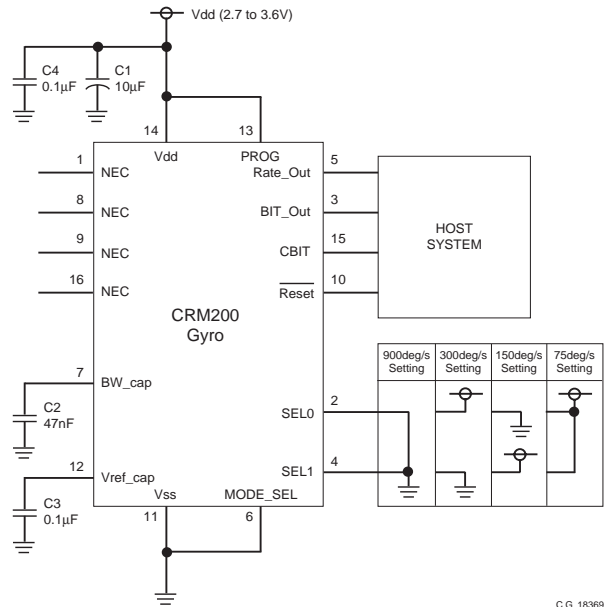 Vdd (2.7 to 3.6V)
C4
0.1µF
C1
10µF
14
13
Vdd
PROG
1
NEC
8
NEC
9
NEC
16
NEC
Rate_Out
5
BIT_Out
3
CBIT
15
Reset
10
HOST
SYSTEM
CRM200
Gyro
7
BW_cap
C2
47nF
12
Vref_cap
C3
0.1µF
SEL0
2
SEL1
4
900deg/s
Setting
300deg/s
Setting
150deg/s
Setting
75deg/s
Setting
Vss
MODE_SEL
11
6
C.G. 18369